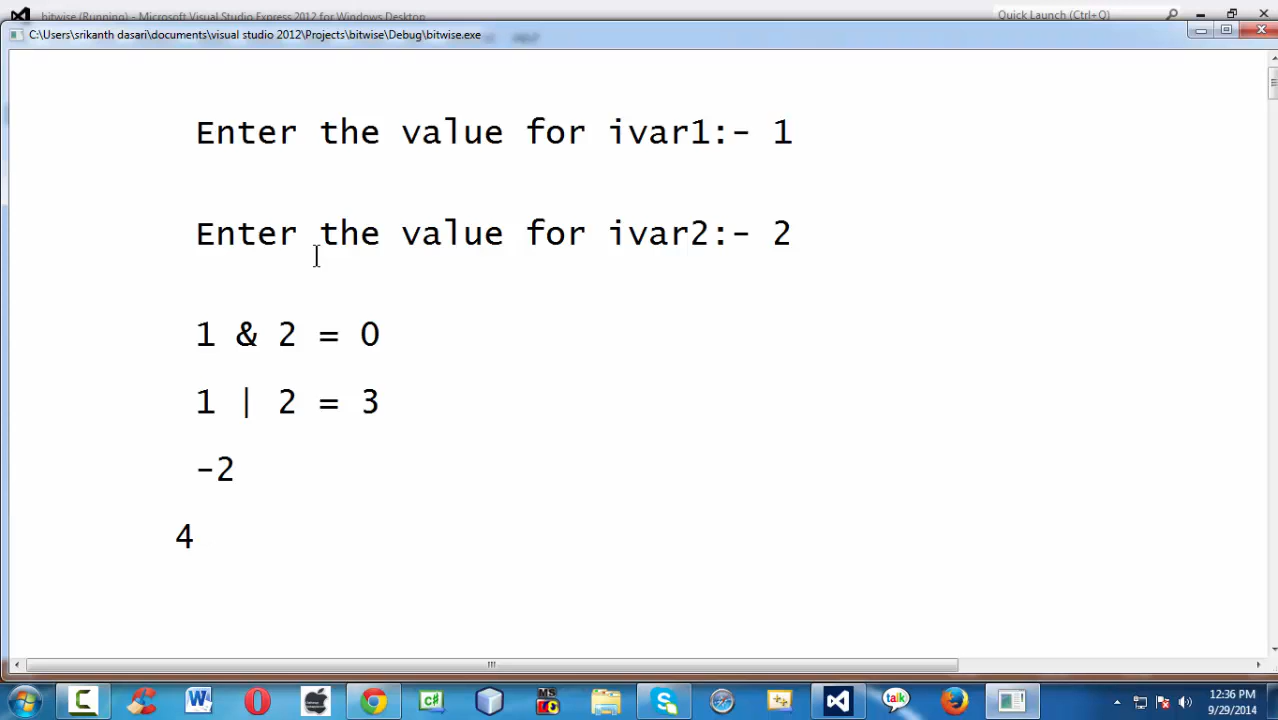 bitwise (Running) - Microsoft Visual Studio Express 2012 for Windows Desktop
Quick Launch (Ctrl+Q)
C:\Users\srikanth dasari\documents\visual studio 2012\Projects\bitwise\Debug\bitwise.exe
Enter the value for ivar1:- 1
Enter the value for ivar2:- 2
1 & 2 = 0
1 | 2 = 3
-2
4
MS
talk
12:36 PM
9/29/2014